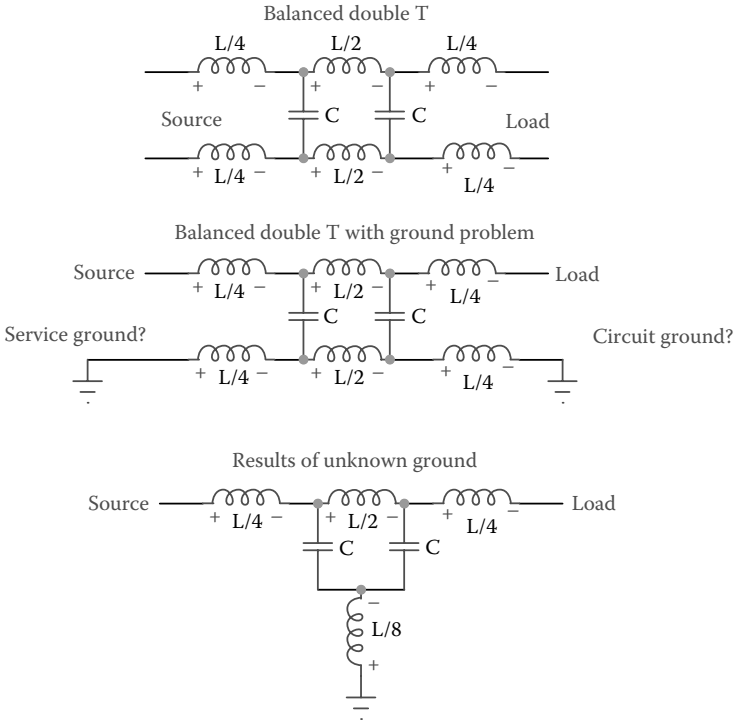 Balanced double T
L/4 L/2 L/4
+ − + − + −
Source C C Load
+ L/4 − + L/2 − + L/4 −
Balanced double T with ground problem
Source + L/4 − + L/2 − + L/4 − Load
C C
Service ground? Circuit ground?
+ L/4 − + L/2 − + L/4 −
Results of unknown ground
Source + L/4 − + L/2 − + L/4 − Load
C C
−
L/8
+